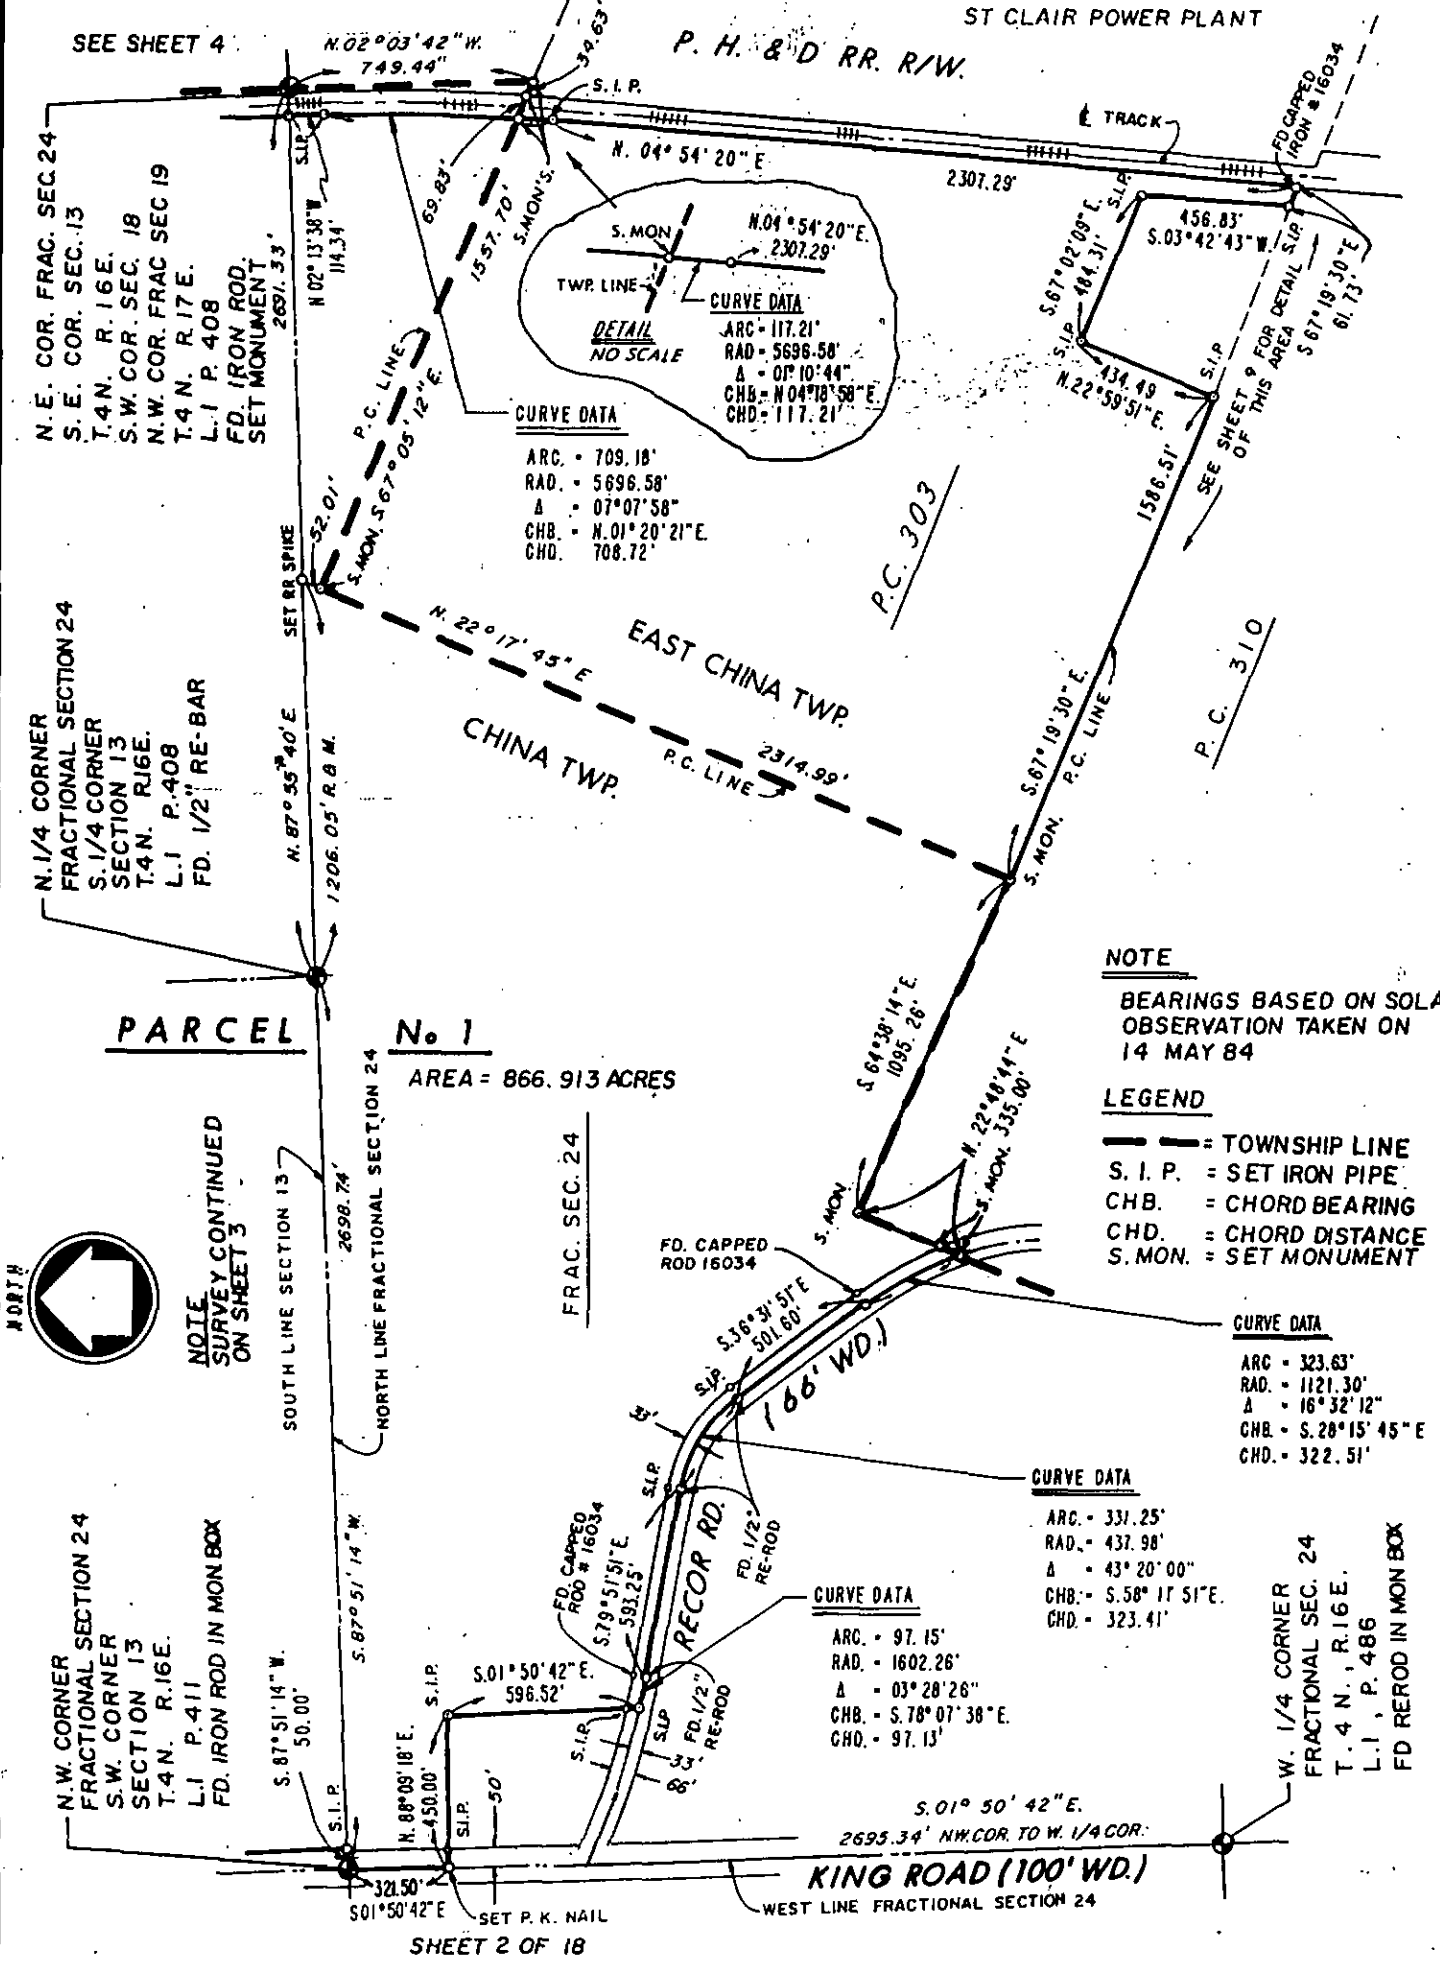 SEE SHEET 4
N.02°03'42"W.
749.44"
34.63'
P. H. & D RR. R/W.
ST CLAIR POWER PLANT
S. I. P.
℄ TRACK
FD CAPPED
IRON # 16034
N. 04° 54' 20" E
2307.29'
N. E. COR. FRAC. SEC. 24
S. E. COR. SEC. 13
T.4 N. R. 16 E.
S.W. COR. SEC. 18
N.W. COR. FRAC SEC 19
T.4 N. R.17 E.
L.I P. 408
FD. IRON ROD
SET MONUMENT
S.I.P.
2691.33'
N 02° 13'38"W
114.34'
69.83'
1557.70'
S.MON'S.
P.C. LINE
S.67°05'12"E.
S. MON.
52.01'
SET RR SPIKE
S. MON
N.04°54'20"E.
2307.29'
TWP. LINE
DETAIL
NO SCALE
CURVE DATA
ARC = 117.21'
RAD = 5696.58'
Δ = 01°10'44"
CHB = N 04°18'58"E.
CHD = 117.21'
CURVE DATA
ARC. = 709.18'
RAD. = 5696.58'
Δ = 07°07'58"
CHB. = N.01°20'21"E.
CHD. 708.72'
S.I.P.
456.83'
S.03°42'43"W.
S.I.P.
S.67°02'09"E.
484.31'
S.I.P.
434.49
N.22°59'51"E.
S.I.P.
S 67°19'30"E
61.73'
SEE SHEET 9 FOR DETAIL
OF THIS AREA
1586.51'
P.C. 303
P.C. 310
S.67°19'30"E.
P.C. LINE
S. MON.
N. 22°17'45" E
2314.99'
P.C. LINE
EAST CHINA TWP.
CHINA TWP.
N.1/4 CORNER
FRACTIONAL SECTION 24
S.1/4 CORNER
SECTION 13
T.4N. R.16E.
L.I P.408
FD. 1/2" RE-BAR
N.87°55'40"E.
1206.05' R & M.
PARCEL No 1
AREA = 866.913 ACRES
NOTE
BEARINGS BASED ON SOLA
OBSERVATION TAKEN ON
14 MAY 84
LEGEND
= TOWNSHIP LINE
S. I. P. = SET IRON PIPE
CHB. = CHORD BEARING
CHD. = CHORD DISTANCE
S.MON. = SET MONUMENT
S.64°38'14"E.
1095.26'
S. MON.
N. 22°48'44"E
335.00'
S. MON.
NORTH
NOTE
SURVEY CONTINUED
ON SHEET 3
SOUTH LINE SECTION 13
2698.74'
NORTH LINE FRACTIONAL SECTION 24
FRAC. SEC. 24
FD. CAPPED
ROD 16034
S.36°31'51"E
501.60'
(66' WD.)
S.I.P.
33'
S.I.P.
CURVE DATA
ARC = 323.63'
RAD. = 1121.30'
Δ = 16°32'12"
CHB. = S.28°15'45"E
CHD. = 322.51'
CURVE DATA
ARC. = 331.25'
RAD. = 437.98'
Δ = 43°20'00"
CHB. = S.58°11'51"E.
CHD. = 323.41'
FD. 1/2"
RE-ROD
RECOR RD.
FD. CAPPED
ROD # 16034
S.79°51'51"E.
593.25'
CURVE DATA
ARC. = 97.15'
RAD. = 1602.26'
Δ = 03°28'26"
CHB. = S.78°07'38"E.
CHD. = 97.13'
N.W. CORNER
FRACTIONAL SECTION 24
S.W. CORNER
SECTION 13
T.4 N. R.16E.
L.I P.411
FD. IRON ROD IN MON BOX
S.87°51'14"W.
50.00'
S.87°51'14"W.
S.I.P.
S.I.P.
S.01°50'42"E.
596.52'
N. 88°09'18"E.
450.00'
S.I.P.
50'
S.I.P.
S.I.P
FD. 1/2"
RE-ROD
33'
66'
W. 1/4 CORNER
FRACTIONAL SEC. 24
T. 4 N., R.16E.
L.I, P. 486
FD REROD IN MON BOX
S.01° 50' 42"E.
2695.34' NW.COR. TO W. 1/4 COR.
KING ROAD (100' WD.)
WEST LINE FRACTIONAL SECTION 24
321.50'
S01°50'42"E
SET P. K. NAIL
SHEET 2 OF 18